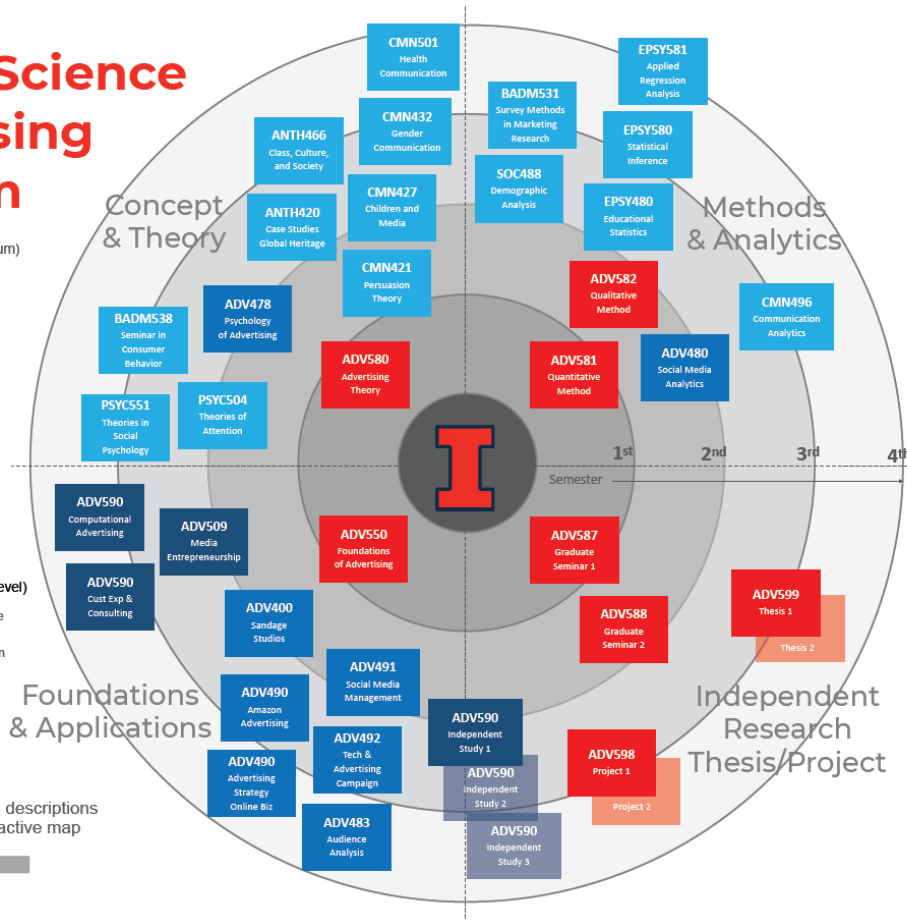 Science
sing
n
um)
Concept
& Theory
Methods
& Analytics
CMN501
Health
Communication
EPSY581
Applied
Regression
Analysis
BADM531
Survey Methods
in Marketing
Research
CMN432
Gender
Communication
EPSY580
Statistical
Inference
ANTH466
Class, Culture,
and Society
SOC488
Demographic
Analysis
CMN427
Children and
Media
EPSY480
Educational
Statistics
ANTH420
Case Studies
Global Heritage
CMN421
Persuasion
Theory
ADV582
Qualitative
Method
ADV478
Psychology
of Advertising
CMN496
Communication
Analytics
BADM538
Seminar in
Consumer
Behavior
ADV580
Advertising
Theory
ADV581
Quantitative
Method
ADV480
Social Media
Analytics
PSYC551
Theories in
Social
Psychology
PSYC504
Theories of
Attention
1st
2nd
3rd
4th
Semester
ADV590
Computational
Advertising
ADV509
Media
Entrepreneurship
ADV550
Foundations
of Advertising
ADV587
Graduate
Seminar 1
ADV590
Cust Exp &
Consulting
evel)
e
n
ADV400
Sandage
Studios
ADV588
Graduate
Seminar 2
ADV599
Thesis 1
Thesis 2
ADV491
Social Media
Management
Foundations
& Applications
Independent
Research
Thesis/Project
ADV490
Amazon
Advertising
ADV590
Independent
Study 1
ADV492
Tech &
Advertising
Campaign
ADV598
Project 1
Project 2
ADV490
Advertising
Strategy
Online Biz
ADV590
Independent
Study 2
descriptions
active map
ADV483
Audience
Analysis
ADV590
Independent
Study 3